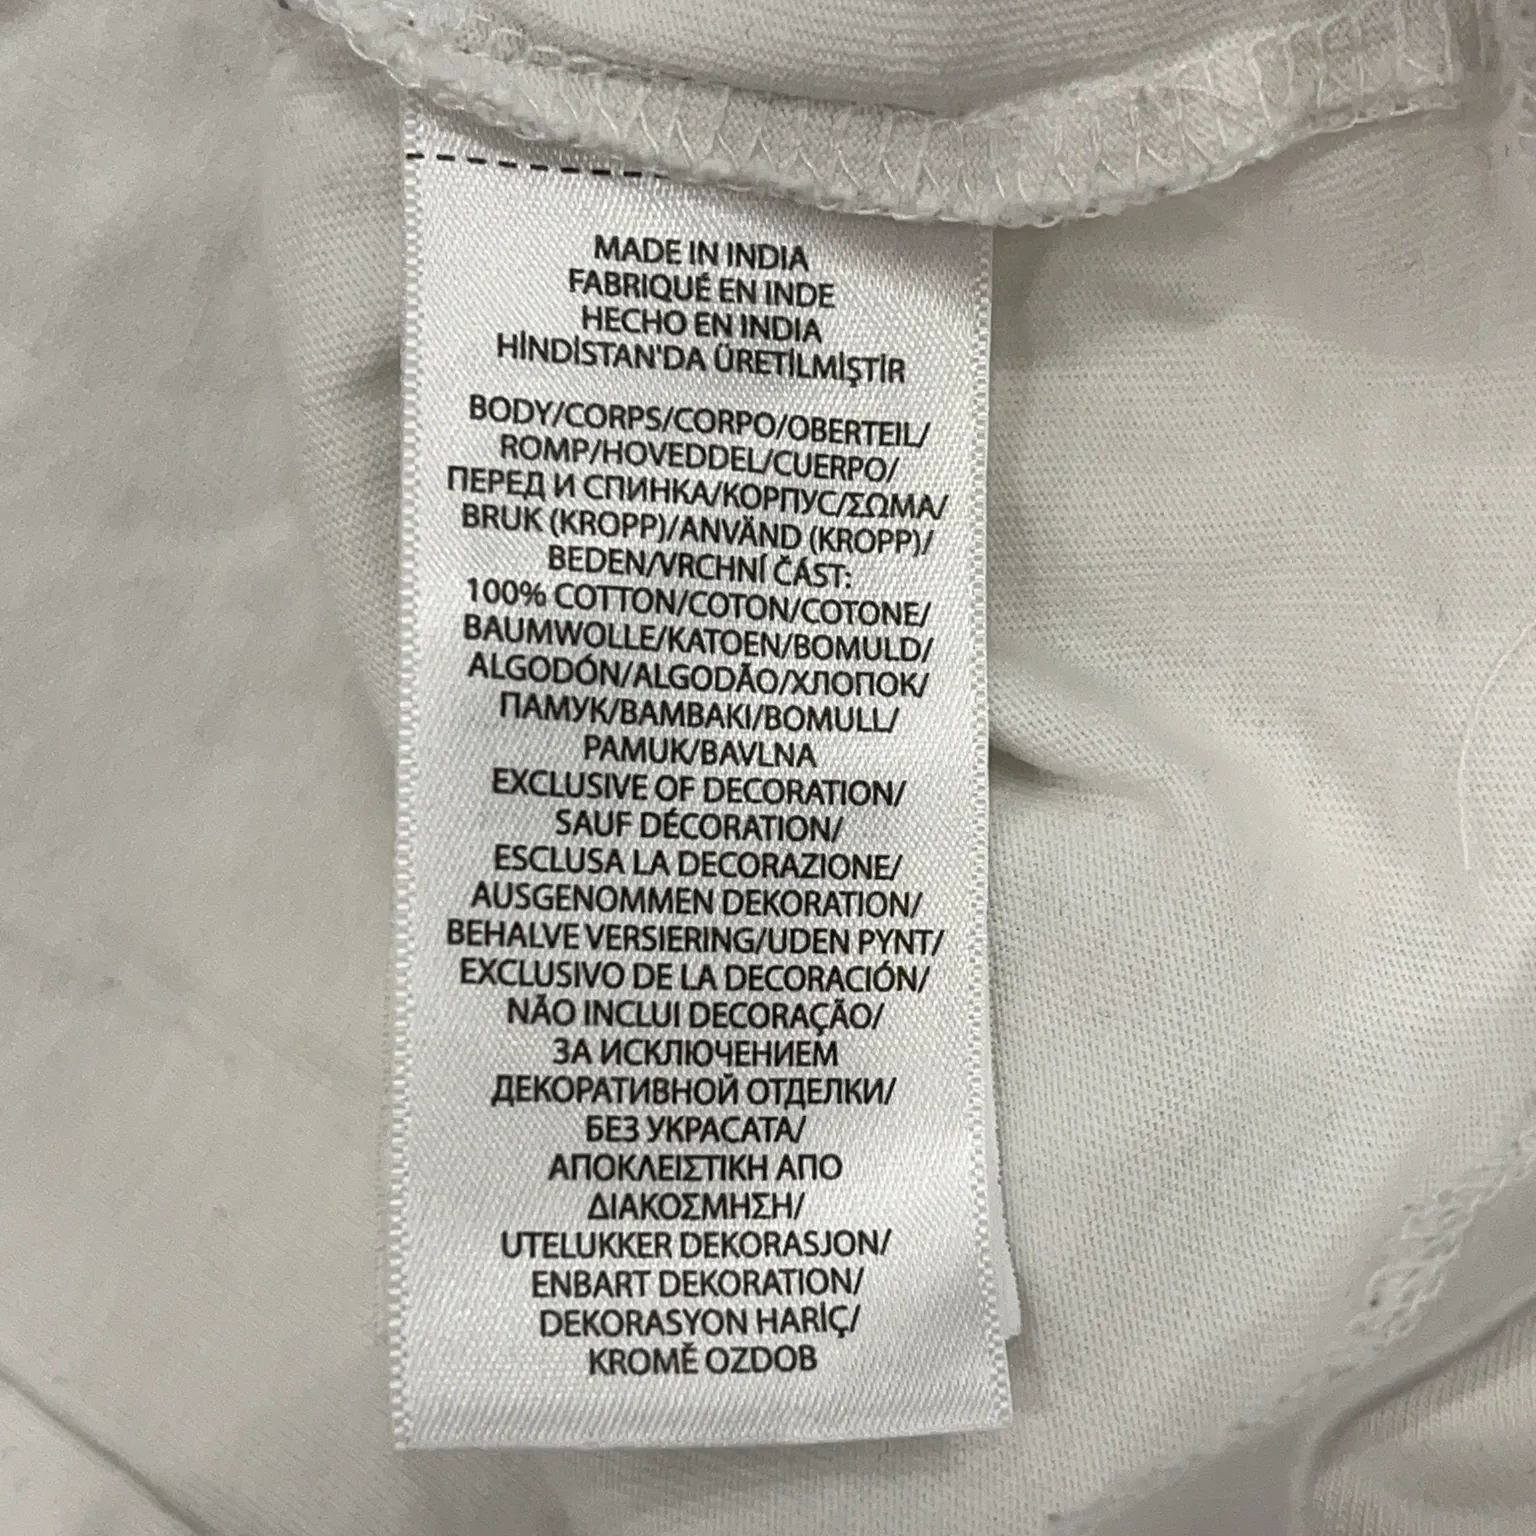 MADE IN INDIA
FABRIQUÉ EN INDE
HECHO EN INDIA
HİNDİSTAN'DA ÜRETİLMİŞTİR
BODY/CORPS/CORPO/OBERTEIL/
ROMP/HOVEDDEL/CUERPO/
ПЕРЕД И СПИНКА/КОРПУС/ΣΩΜΑ/
BRUK (KROPP)/ANVÄND (KROPP)/
BEDEN/VRCHNÍ ČÁST:
100% COTTON/COTON/COTONE/
BAUMWOLLE/KATOEN/BOMULD/
ALGODÓN/ALGODÃO/ХЛОПОК/
ПАМУК/ΒΑΜΒΑΚΙ/BOMULL/
PAMUK/BAVLNA
EXCLUSIVE OF DECORATION/
SAUF DÉCORATION/
ESCLUSA LA DECORAZIONE/
AUSGENOMMEN DEKORATION/
BEHALVE VERSIERING/UDEN PYNT/
EXCLUSIVO DE LA DECORACIÓN/
NÃO INCLUI DECORAÇÃO/
ЗА ИСКЛЮЧЕНИЕМ
ДЕКОРАТИВНОЙ ОТДЕЛКИ/
БЕЗ УКРАСАТА/
ΑΠΟΚΛΕΙΣΤΙΚΗ ΑΠΟ
ΔΙΑΚΟΣΜΗΣΗ/
UTELUKKER DEKORASJON/
ENBART DEKORATION/
DEKORASYON HARİÇ/
KROMĚ OZDOB